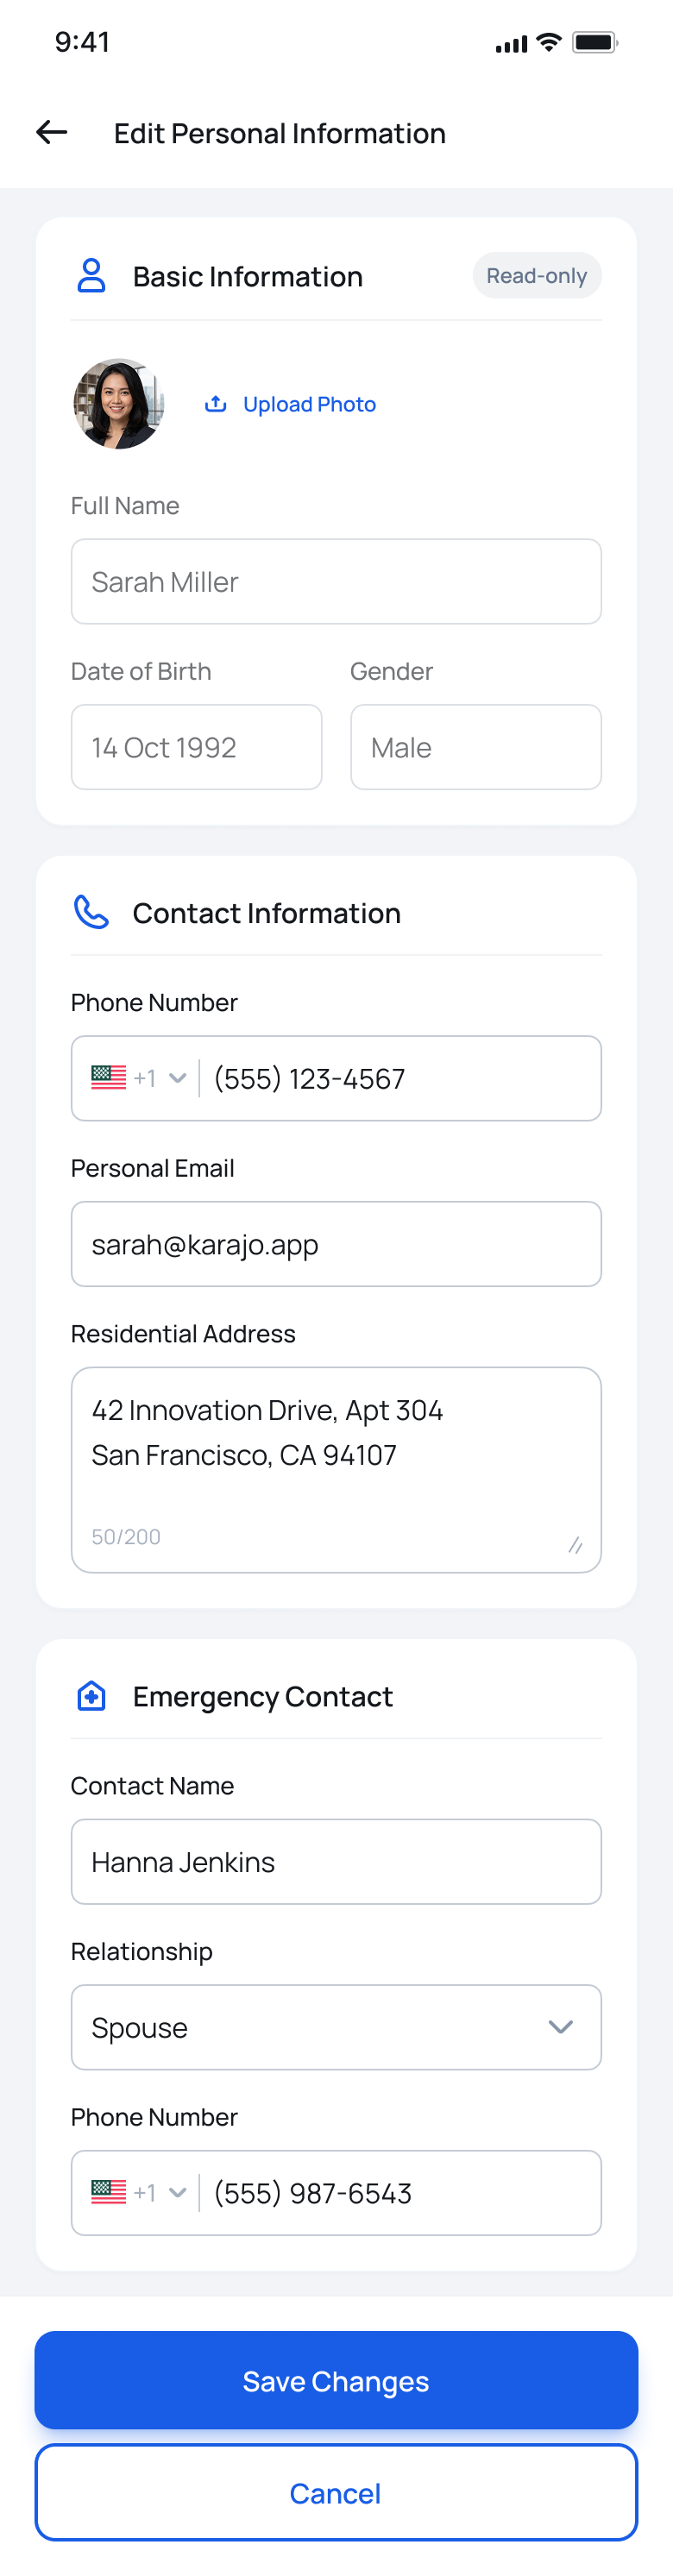 9:41
Edit Personal Information
Basic Information
Read-only
Upload Photo
Full Name
Sarah Miller
Date of Birth
Gender
14 Oct 1992
Male
Contact Information
Phone Number
+1
(555) 123-4567
Personal Email
sarah@karajo.app
Residential Address
42 Innovation Drive, Apt 304
San Francisco, CA 94107
50/200
Emergency Contact
Contact Name
Hanna Jenkins
Relationship
Spouse
Phone Number
+1
(555) 987-6543
Save Changes
Cancel